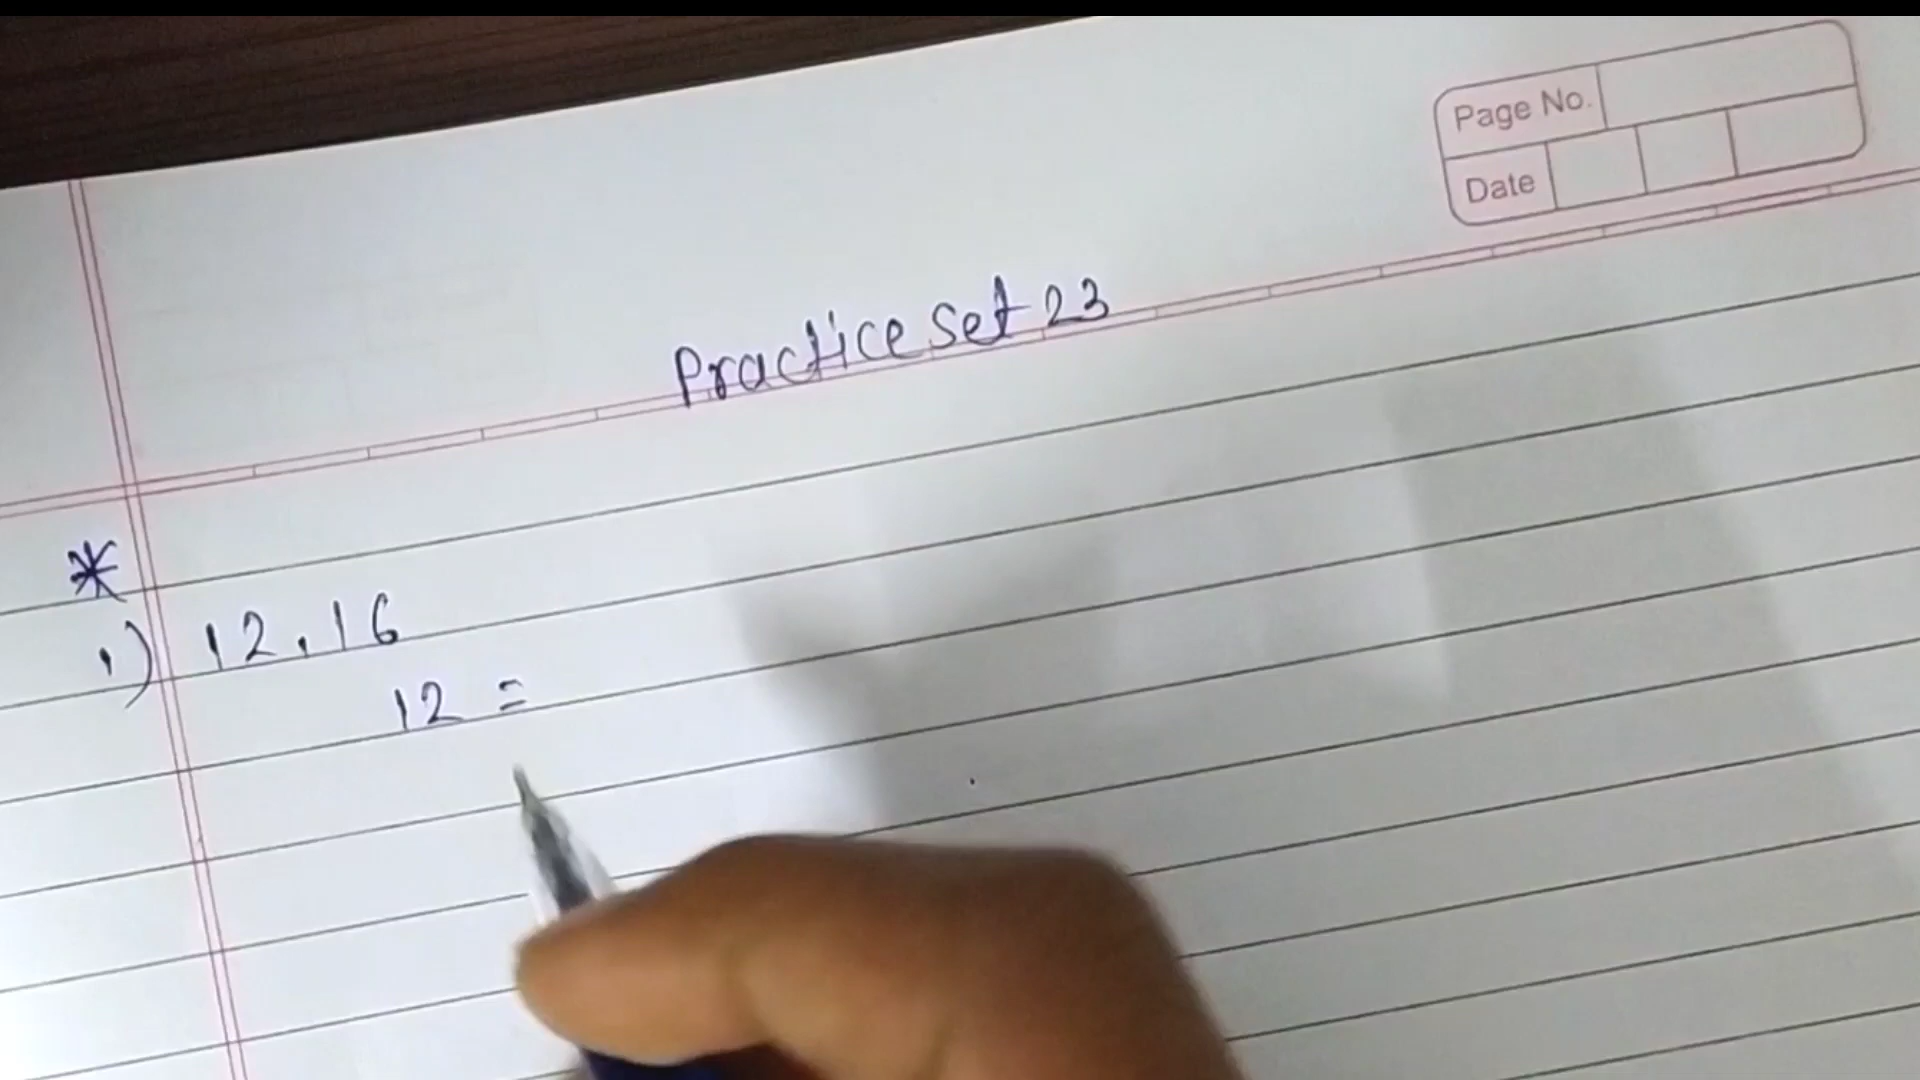 Page No.
Date
Practice Set 23
*
1) 12, 16
12 =